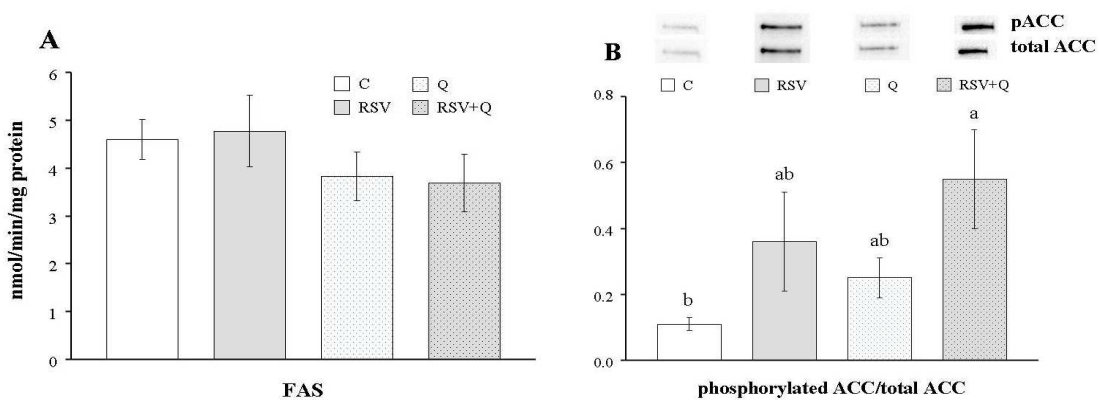 A
nmol/min/mg protein
6
5
4
3
2
1
0
C Q
RSV RSV+Q
FAS
B
pACC
total ACC
C RSV Q RSV+Q
0.8
0.6
0.4
0.2
0.0
b
ab
ab
a
phosphorylated ACC/total ACC